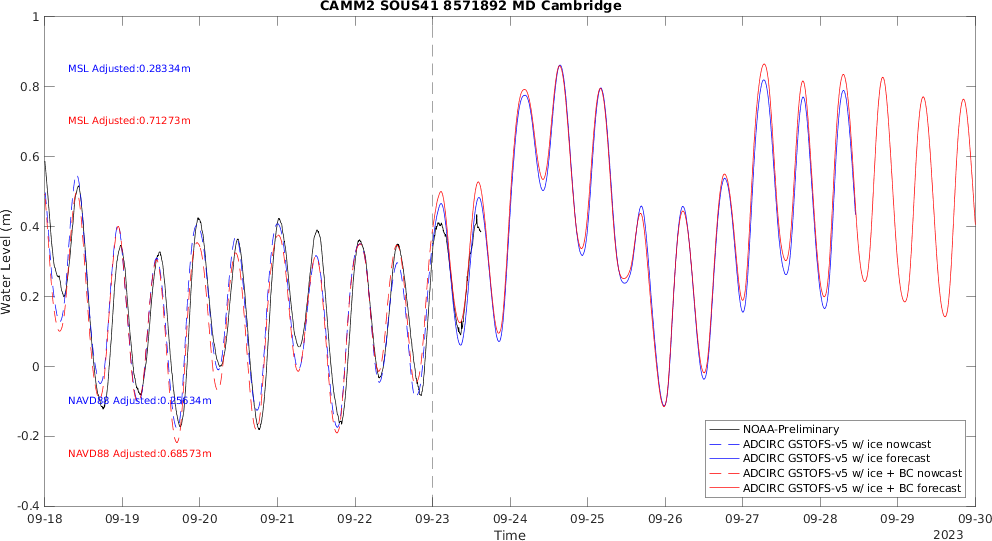 CAMM2 SOUS41 8571892 MD Cambridge
1
0.8
0.6
0.4
0.2
0
-0.2
-0.4
Water Level (m)
MSL Adjusted:0.28334m
MSL Adjusted:0.71273m
NAVD88 Adjusted:0.25634m
NAVD88 Adjusted:0.68573m
NOAA-Preliminary
ADCIRC GSTOFS-v5 w/ ice nowcast
ADCIRC GSTOFS-v5 w/ ice forecast
ADCIRC GSTOFS-v5 w/ ice + BC nowcast
ADCIRC GSTOFS-v5 w/ ice + BC forecast
09-18 09-19 09-20 09-21 09-22 09-23 09-24 09-25 09-26 09-27 09-28 09-29 09-30
Time
2023